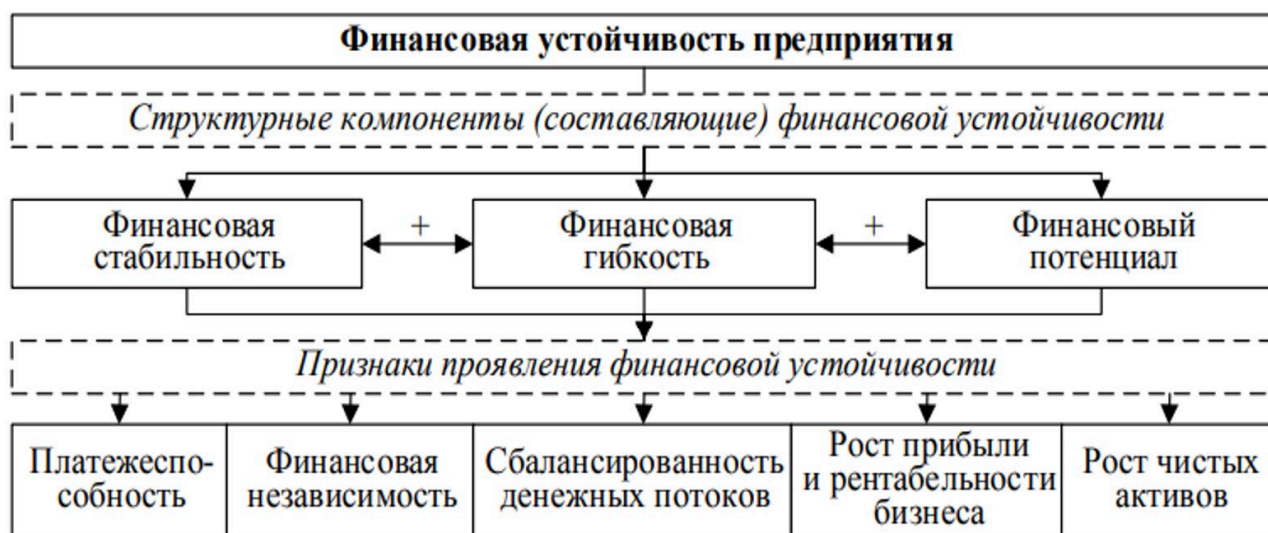 Финансовая устойчивость предприятия
Структурные компоненты (составляющие) финансовой устойчивости
Финансовая
стабильность
+
Финансовая
гибкость
+
Финансовый
потенциал
Признаки проявления финансовой устойчивости
Платежеспо-
собность
Финансовая
независимость
Сбалансированность
денежных потоков
Рост прибыли
и рентабельности
бизнеса
Рост чистых
активов